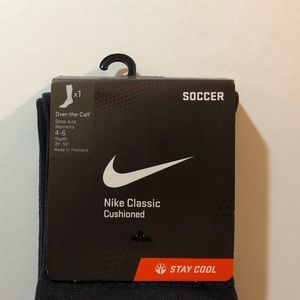 x1
SOCCER
Over-the-Calf
Shoe size
Women's
4-6
Youth
3Y-5Y
Made in Thailand
Nike Classic
Cushioned
STAY COOL